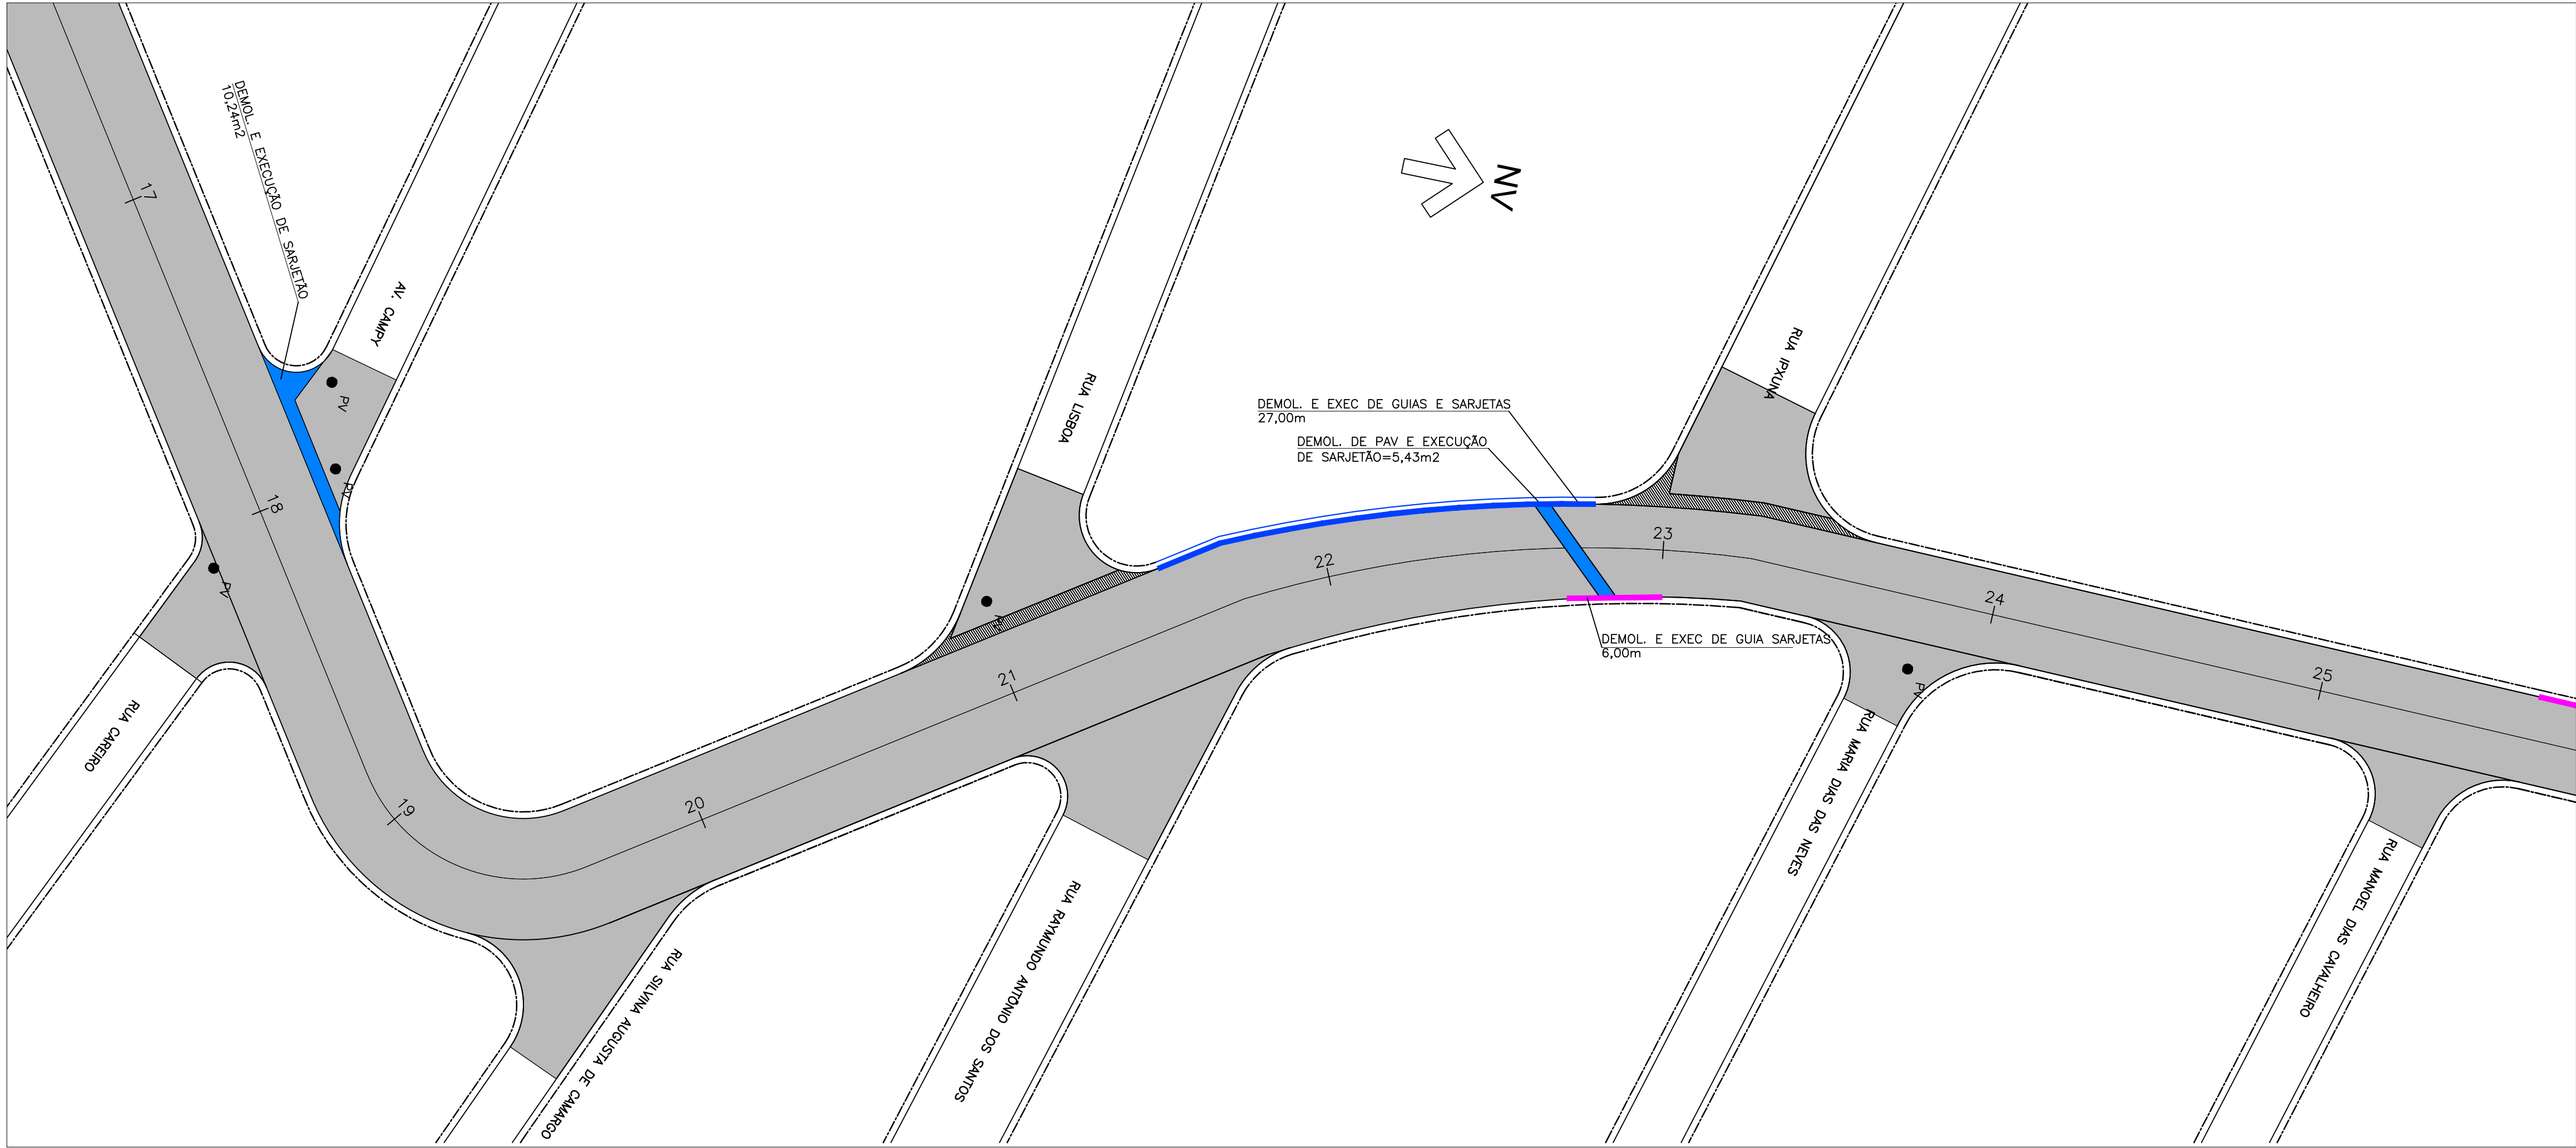 DEMOL. E EXECUÇÃO DE SARJETÃO
10,24m2
17
AV. CAMPY
PV
PV
18
PV
RUA CAREIRO
19
20
RUA SILVINA AUGUSTA DE CAMARGO
RUA LISBOA
PV
21
RUA RAYMUNDO ANTÔNIO DOS SANTOS
NV
DEMOL. E EXEC DE GUIAS E SARJETAS
27,00m
DEMOL. DE PAV E EXECUÇÃO
DE SARJETÃO=5,43m2
22
23
DEMOL. E EXEC DE GUIA SARJETAS
6,00m
RUA IPXUNA
24
PV
RUA MARIA DIAS DAS NEVES
25
RUA MANOEL DIAS CAVALHEIRO